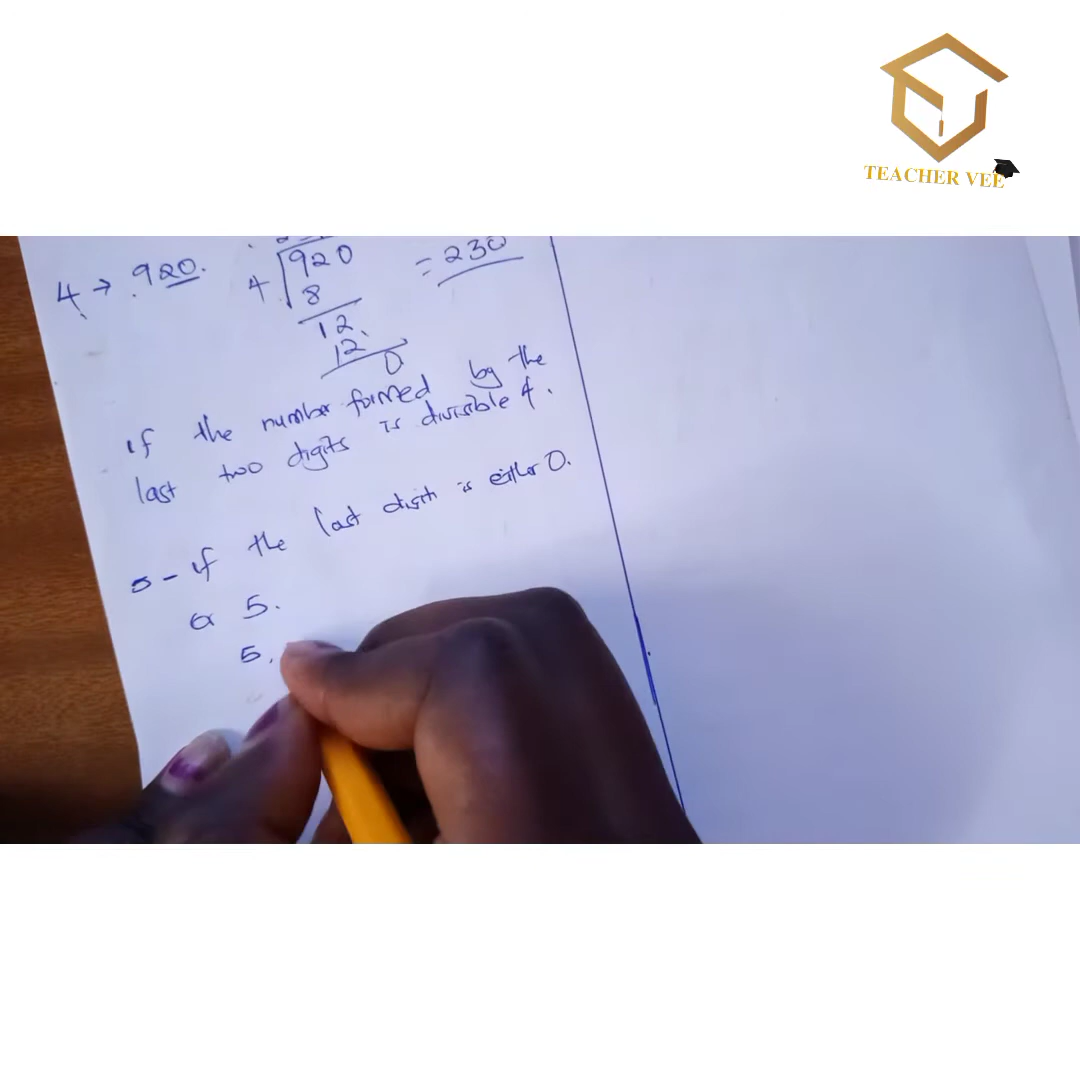 TEACHER VEE
4 → 920.
4 920
= 230
8
12
12
0
if the number formed by the
last two digits is divisible 4.
5 - if the last digit is either 0.
or 5.
5.